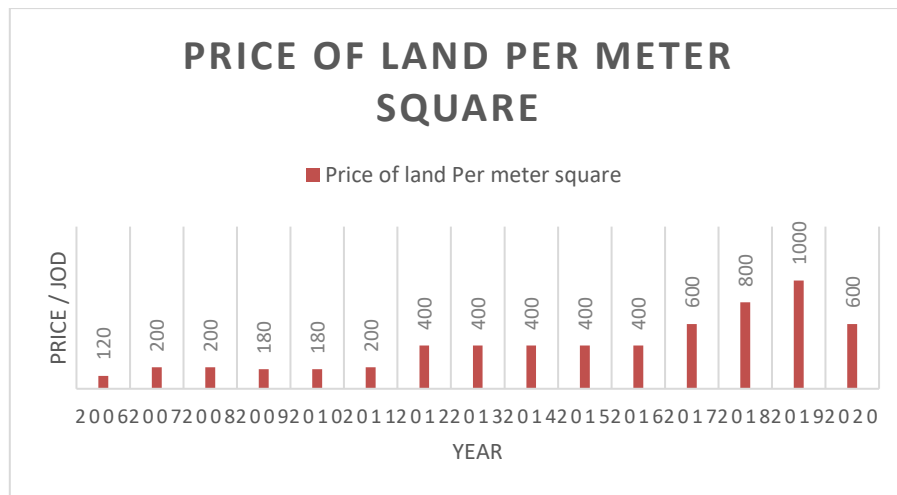 PRICE OF LAND PER METER
SQUARE
Price of land Per meter square
PRICE / JOD
120 200 200 180 180 200 400 400 400 400 400 600 800 1000 600
2006 2007 2008 2009 2010 2011 2012 2013 2014 2015 2016 2017 2018 2019 2020
YEAR